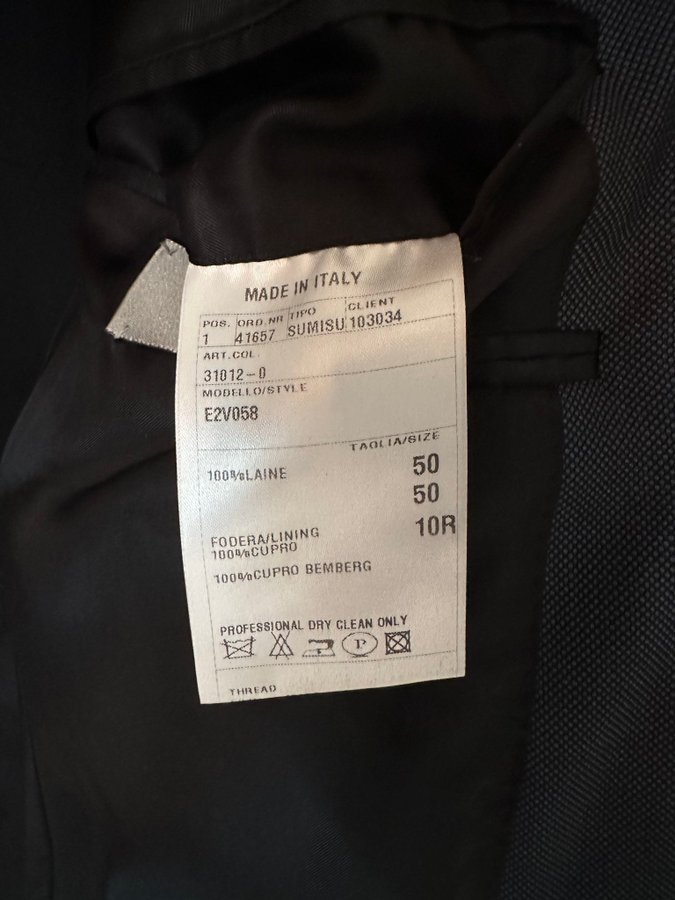 MADE IN ITALY
POS. ORD.NR TIPO CLIENT
1 41657 SUMISU 103034
ART.COL.
31012-0
MODELLO/STYLE
E2V058
TAGLIA/SIZE
100%LAINE 50
50
10R
FODERA/LINING
100%CUPRO
100%CUPRO BEMBERG
PROFESSIONAL DRY CLEAN ONLY
P
THREAD